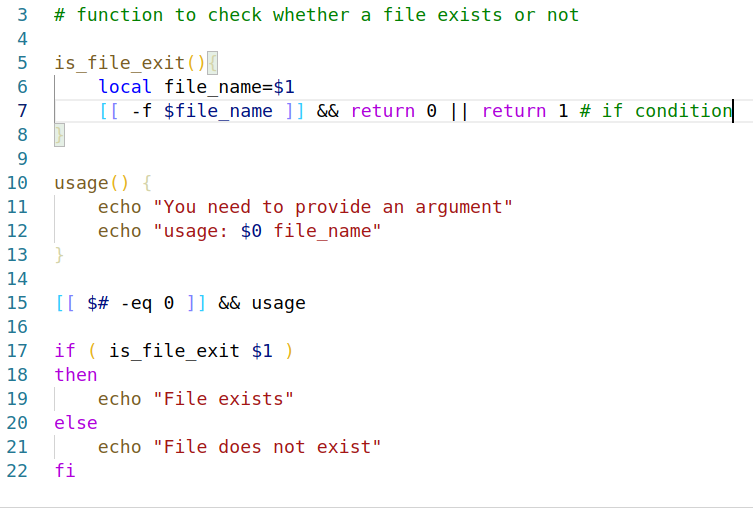 3 # function to check whether a file exists or not
4
5 is_file_exit(){
6     local file_name=$1
7     [[ -f $file_name ]] && return 0 || return 1 # if condition
8 }
9
10 usage() {
11     echo "You need to provide an argument"
12     echo "usage: $0 file_name"
13 }
14
15 [[ $# -eq 0 ]] && usage
16
17 if ( is_file_exit $1 )
18 then
19     echo "File exists"
20 else
21     echo "File does not exist"
22 fi